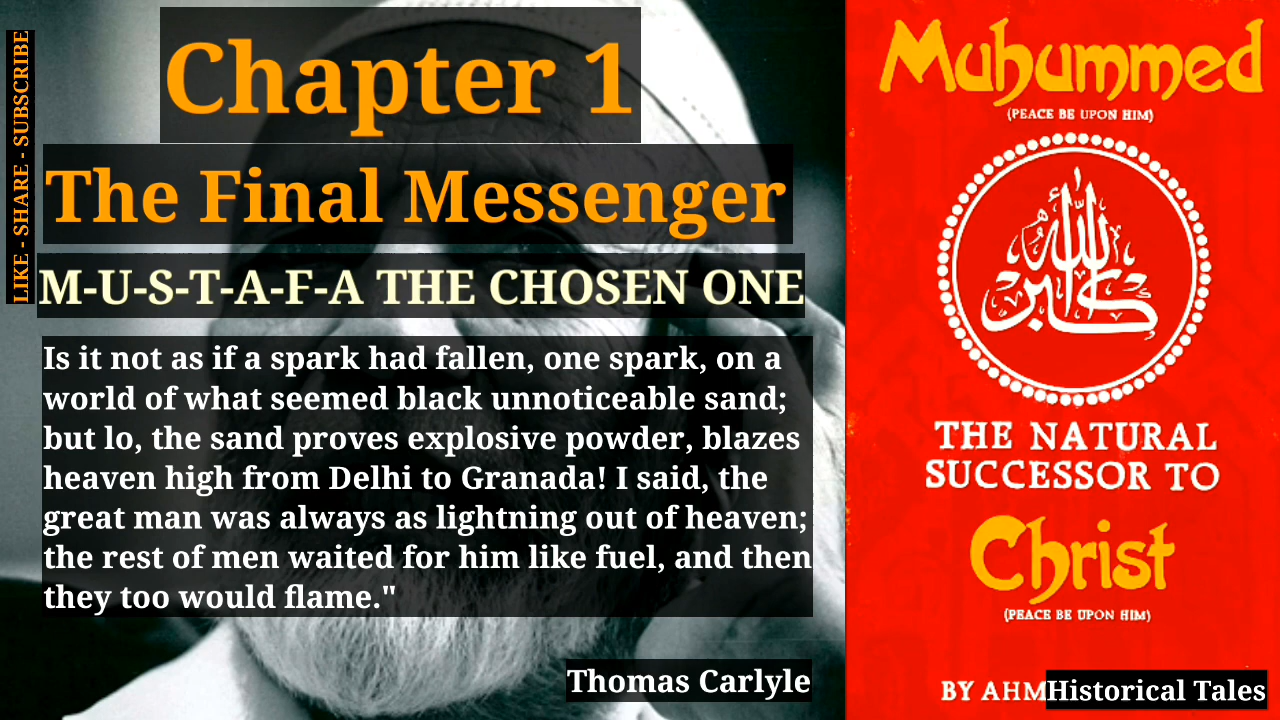 LIKE - SHARE - SUBSCRIBE
Chapter 1
The Final Messenger
M-U-S-T-A-F-A THE CHOSEN ONE
Is it not as if a spark had fallen, one spark, on a
world of what seemed black unnoticeable sand;
but lo, the sand proves explosive powder, blazes
heaven high from Delhi to Granada! I said, the
great man was always as lightning out of heaven;
the rest of men waited for him like fuel, and then
they too would flame."
Thomas Carlyle
Muhummed
(PEACE BE UPON HIM)
الله أكبر
THE NATURAL
SUCCESSOR TO
Christ
(PEACE BE UPON HIM)
BY
Historical Tales